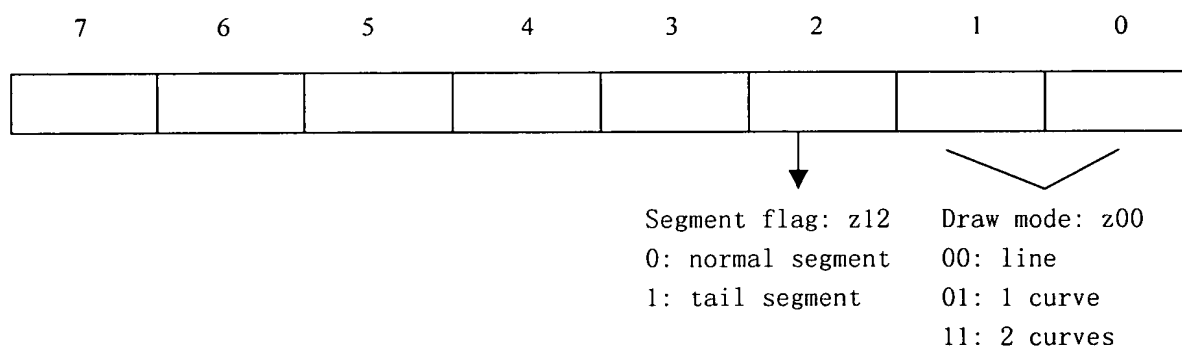 7 6 5 4 3 2 1 0
Segment flag: z12
0: normal segment
1: tail segment
Draw mode: z00
00: line
01: 1 curve
11: 2 curves